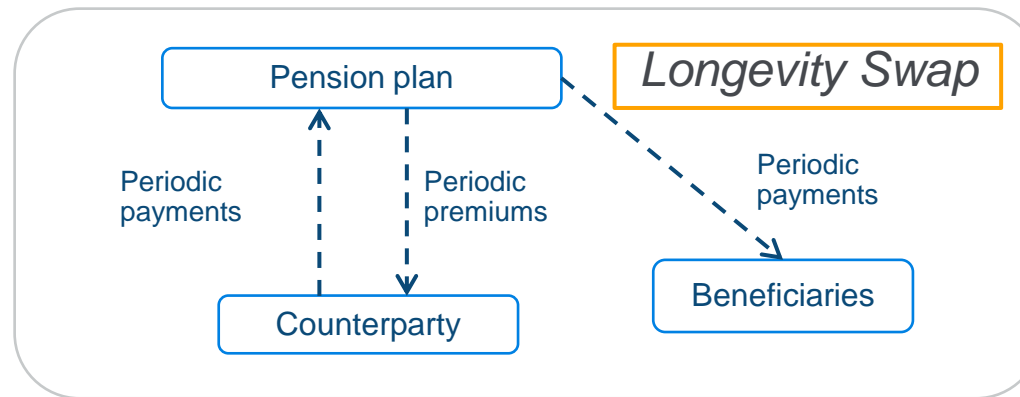 Pension plan
Longevity Swap
Periodic
payments
Periodic
premiums
Periodic
payments
Counterparty
Beneficiaries